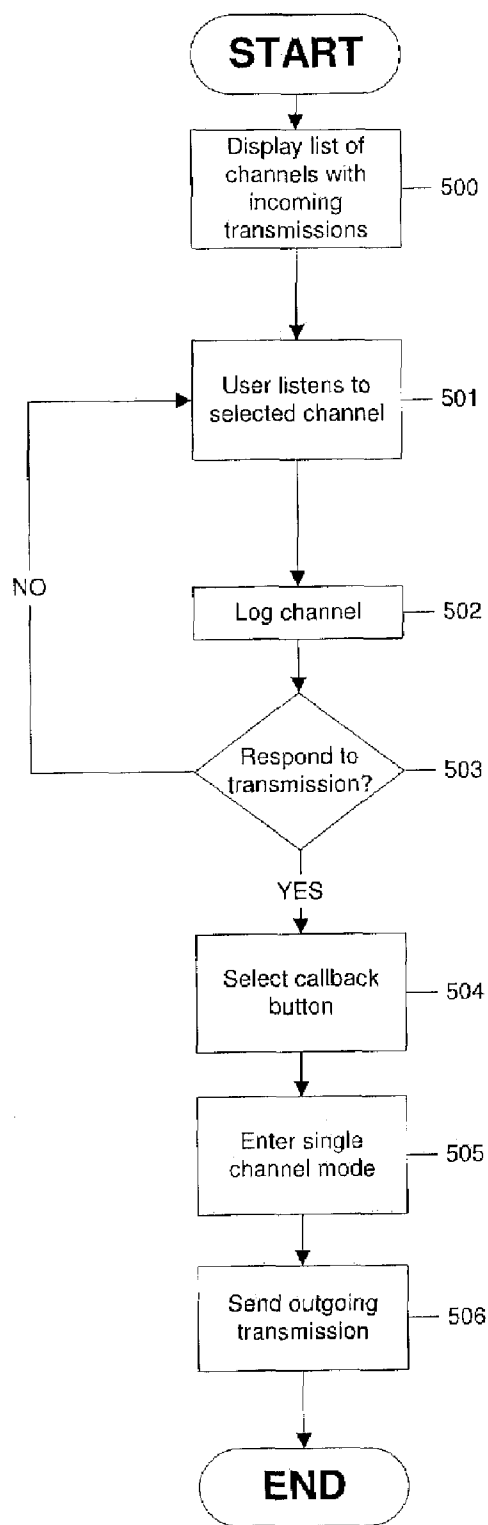 START
Display list of
channels with
incoming
transmissions
500
User listens to
selected channel
501
NO
Log channel
502
Respond to
transmission?
503
YES
Select callback
button
504
Enter single
channel mode
505
Send outgoing
transmission
506
END